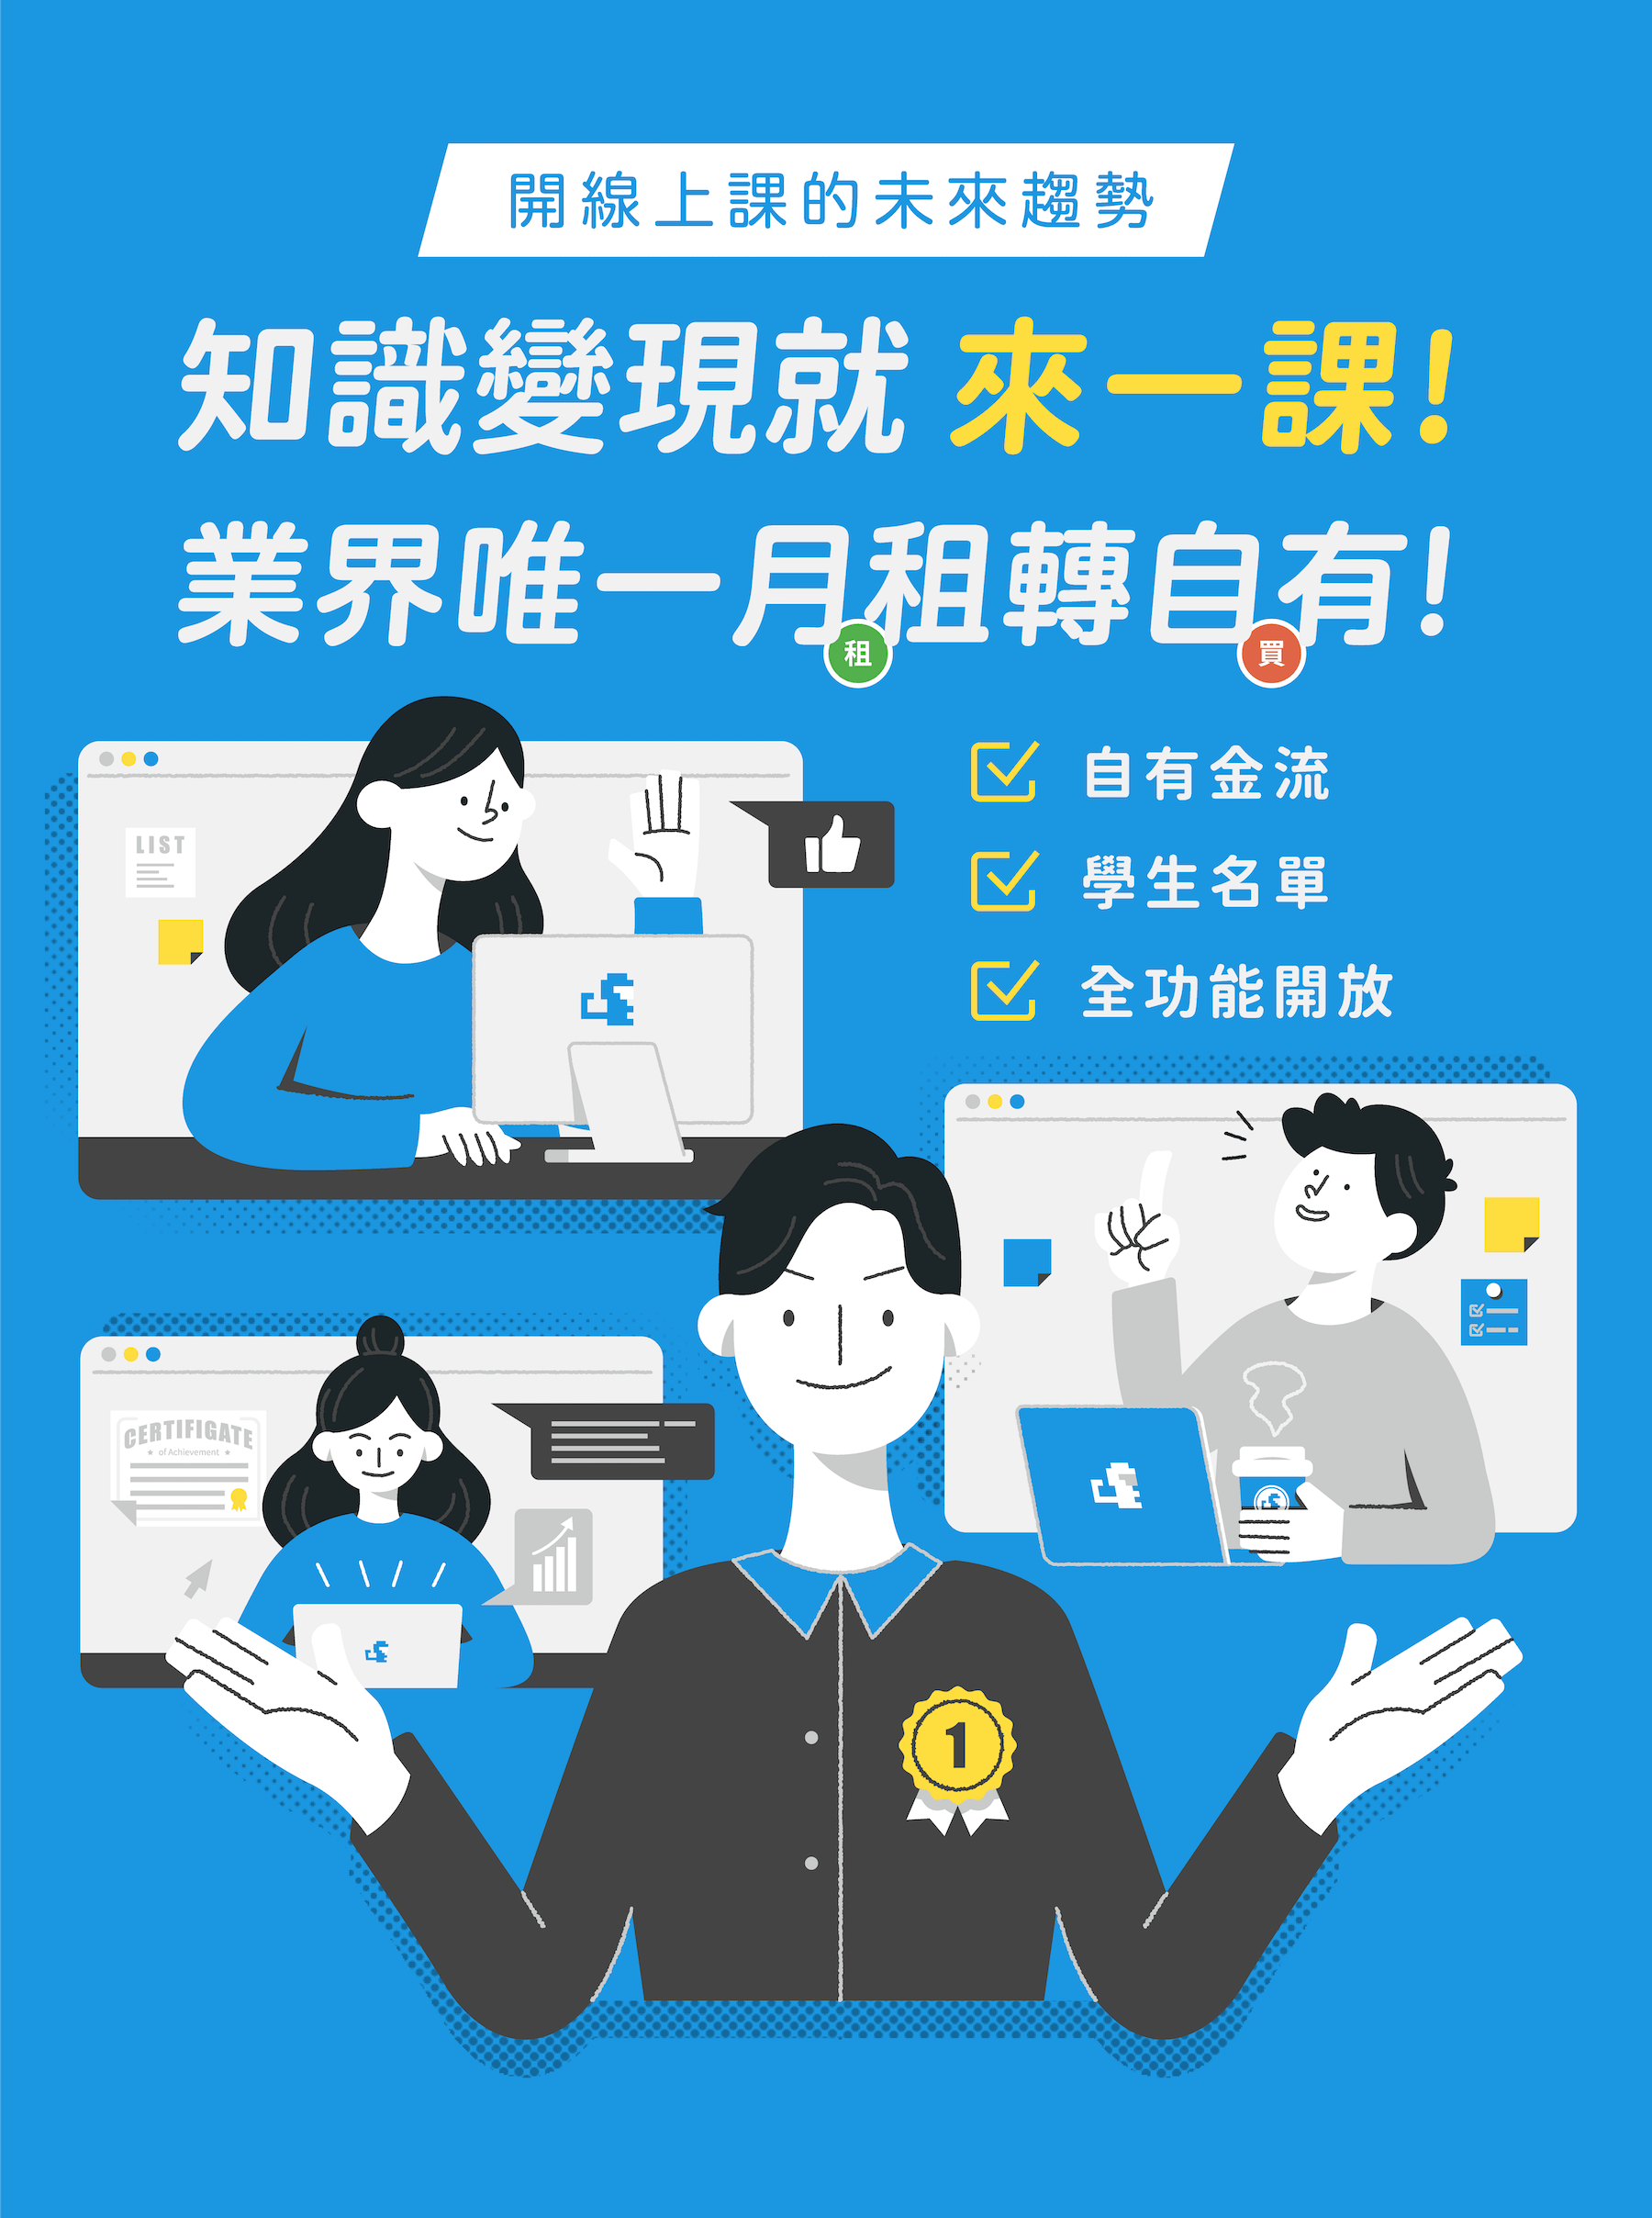 開線上課的未來趨勢
知識變現就 來一課!
業界唯一月租轉自有!
租
買
自有金流
學生名單
全功能開放
LIST
CERTIFIGATE
of Achievement
1